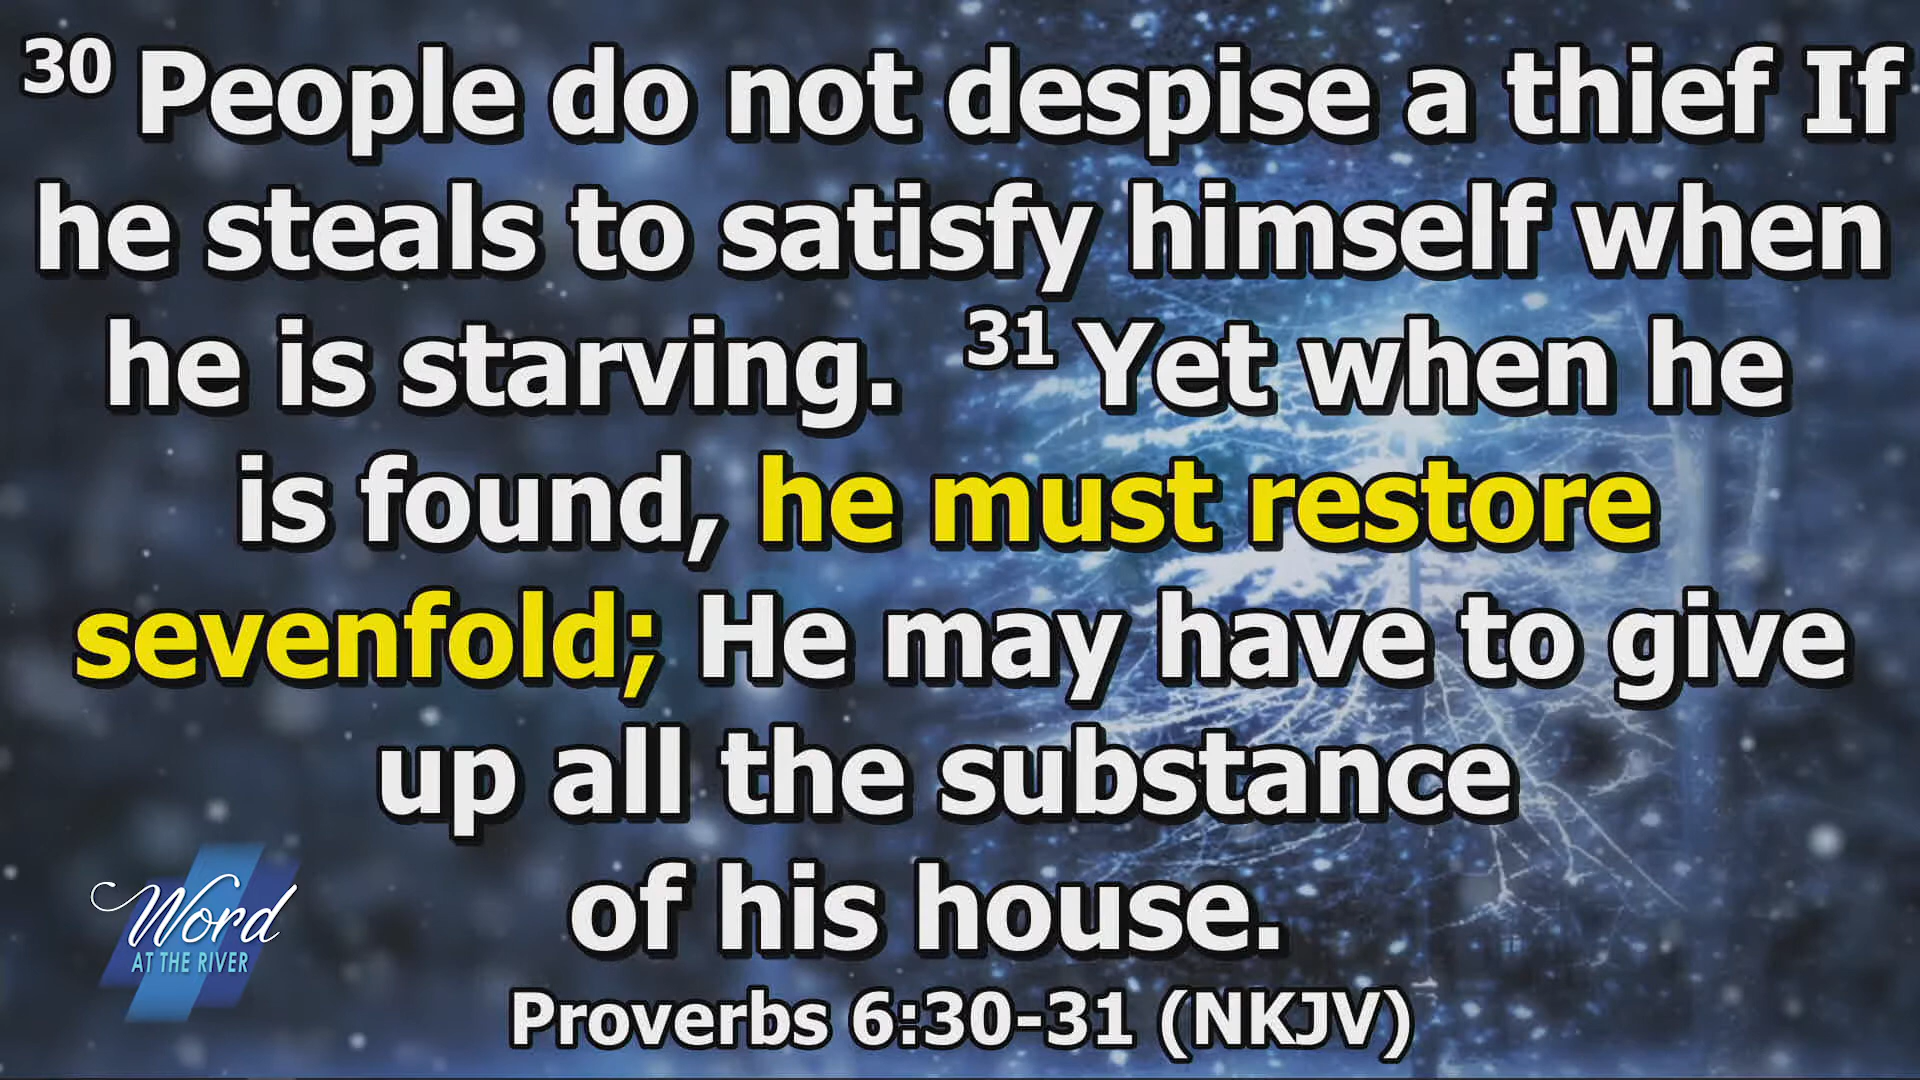 30 People do not despise a thief If
he steals to satisfy himself when
he is starving. 31 Yet when he
is found, he must restore
sevenfold; He may have to give
up all the substance
of his house.
Proverbs 6:30-31 (NKJV)
Word
AT THE RIVER